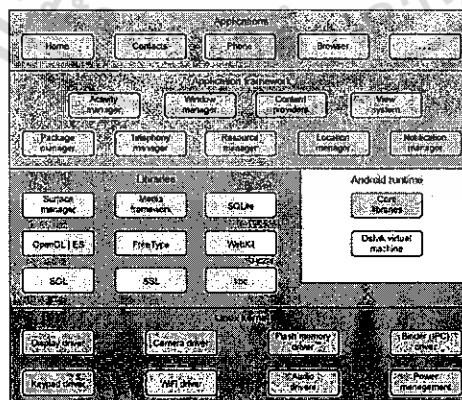 Applications
Home
Contacts
Phone
Browser
...
Application framework
Activity
manager
Window
manager
Content
providers
View
system
Package
manager
Telephony
manager
Resource
manager
Location
manager
Notification
manager
Libraries
Android runtime
Surface
manager
Media
framework
SQLite
Core
libraries
OpenGL | ES
FreeType
WebKit
Dalvik virtual
machine
SGL
SSL
libc
Linux kernel
Display driver
Camera driver
Flash memory
driver
Binder (IPC)
driver
Keypad driver
WiFi driver
Audio
drivers
Power
management